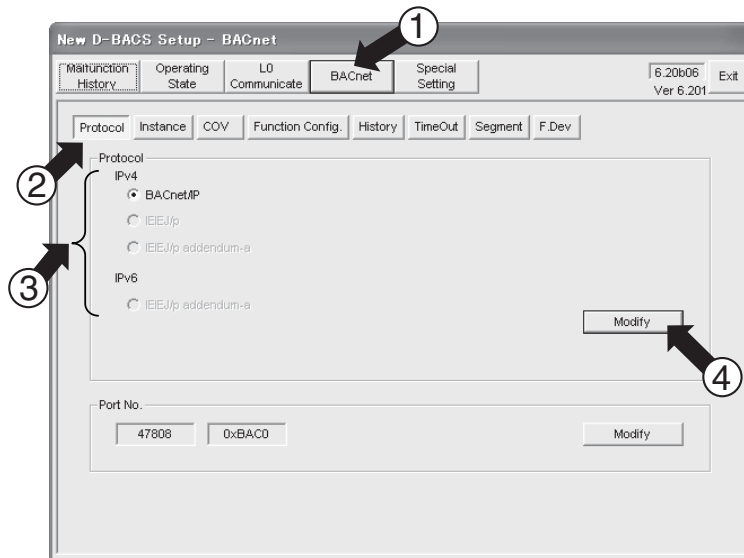 ①
New D-BACS Setup - BACnet
Malfunction History
Operating State
L0 Communicate
BACnet
Special Setting
6.20b06
Ver 6.201
Exit
Protocol Instance COV Function Config. History TimeOut Segment F.Dev
②
Protocol
IPv4
BACnet/IP
IEIEJ/p
IEIEJ/p addendum-a
③
IPv6
IEIEJ/p addendum-a
Modify
④
Port No.
47808 0xBAC0 Modify